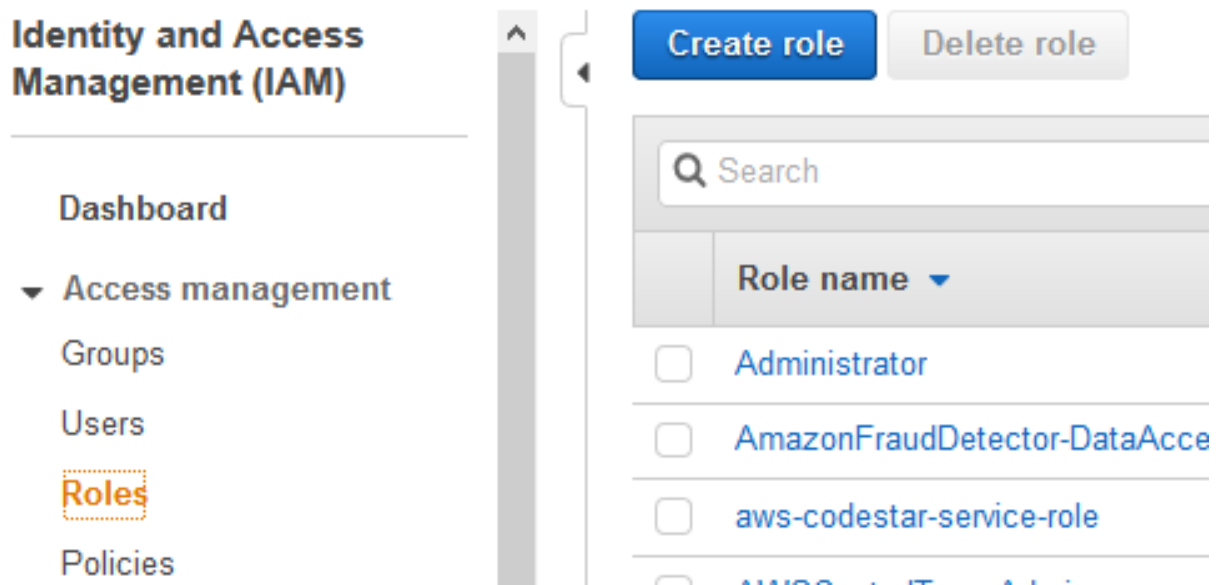 Identity and Access
Management (IAM)
Dashboard
Access management
Groups
Users
Roles
Policies
Create role
Delete role
Search
Role name
Administrator
AmazonFraudDetector-DataAcce
aws-codestar-service-role